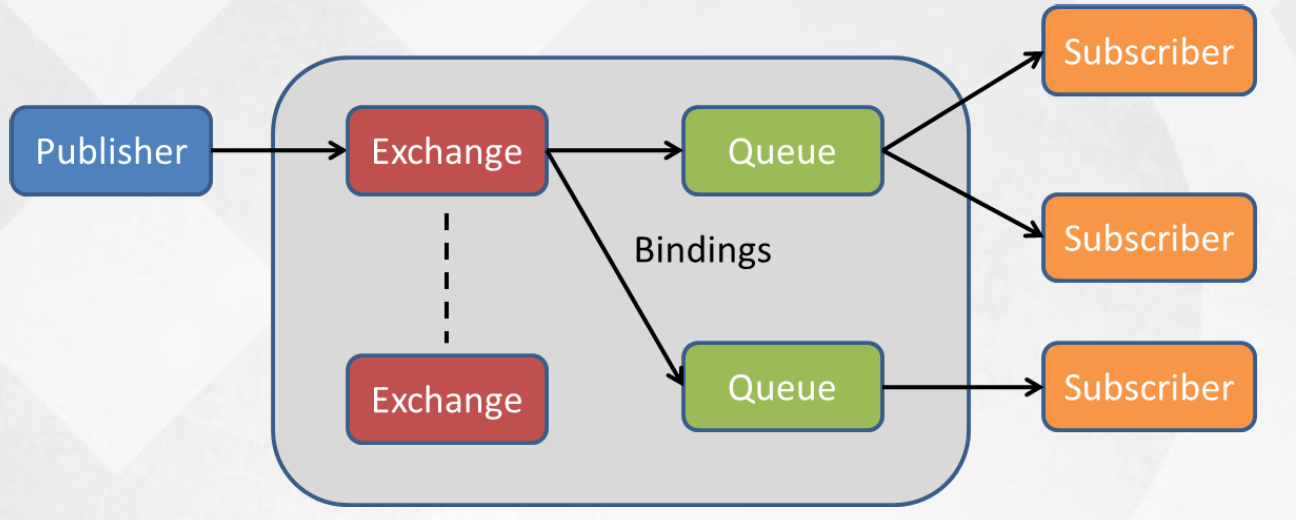 Subscriber
Publisher
Exchange
Queue
Subscriber
Bindings
Exchange
Queue
Subscriber